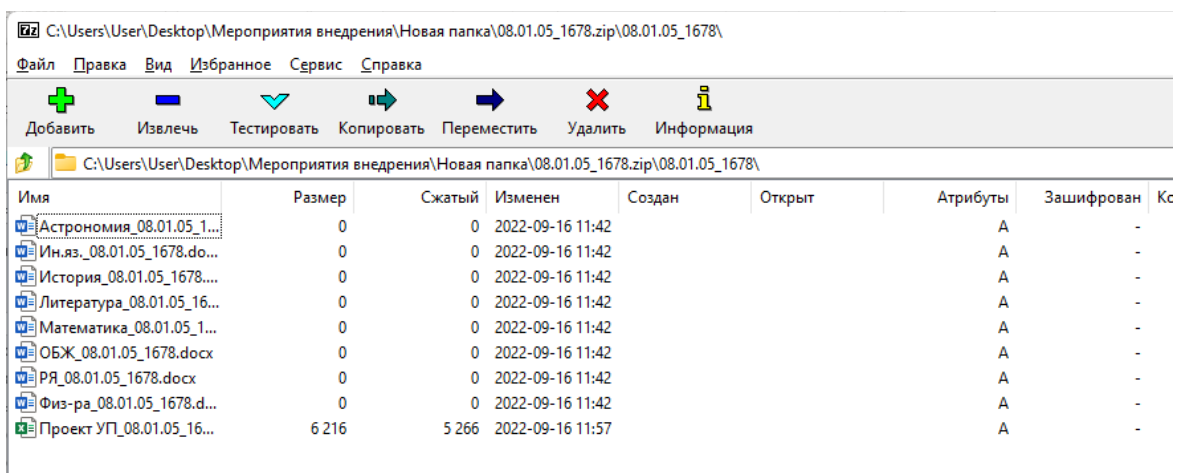 7z C:\Users\User\Desktop\Мероприятия внедрения\Новая папка\08.01.05_1678.zip\08.01.05_1678\
Файл Правка Вид Избранное Сервис Справка
Добавить Извлечь Тестировать Копировать Переместить Удалить Информация
C:\Users\User\Desktop\Мероприятия внедрения\Новая папка\08.01.05_1678.zip\08.01.05_1678\
Имя Размер Сжатый Изменен Создан Открыт Атрибуты Зашифрован Ко
Астрономия_08.01.05_1... 0 0 2022-09-16 11:42 A -
Ин.яз._08.01.05_1678.do... 0 0 2022-09-16 11:42 A -
История_08.01.05_1678.... 0 0 2022-09-16 11:42 A -
Литература_08.01.05_16... 0 0 2022-09-16 11:42 A -
Математика_08.01.05_1... 0 0 2022-09-16 11:42 A -
ОБЖ_08.01.05_1678.docx 0 0 2022-09-16 11:42 A -
РЯ_08.01.05_1678.docx 0 0 2022-09-16 11:42 A -
Физ-ра_08.01.05_1678.d... 0 0 2022-09-16 11:42 A -
Проект УП_08.01.05_16... 6 216 5 266 2022-09-16 11:57 A -